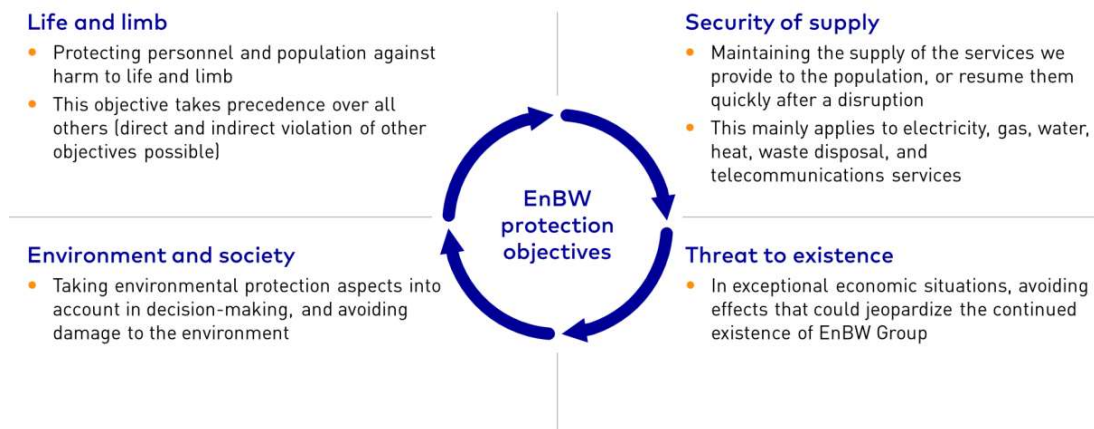 Life and limb
• Protecting personnel and population against
harm to life and limb
• This objective takes precedence over all
others (direct and indirect violation of other
objectives possible)
Security of supply
• Maintaining the supply of the services we
provide to the population, or resume them
quickly after a disruption
• This mainly applies to electricity, gas, water,
heat, waste disposal, and
telecommunications services
EnBW
protection
objectives
Environment and society
• Taking environmental protection aspects into
account in decision-making, and avoiding
damage to the environment
Threat to existence
• In exceptional economic situations, avoiding
effects that could jeopardize the continued
existence of EnBW Group